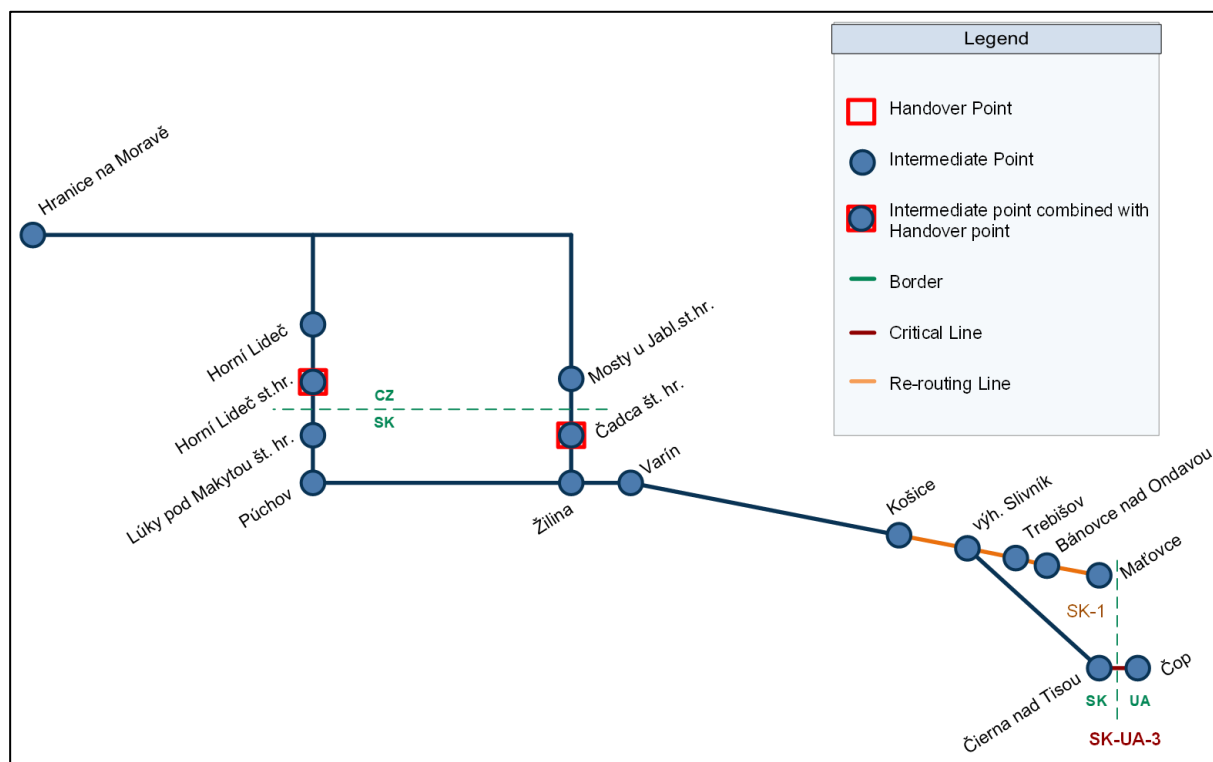 Legend
Handover Point
Intermediate Point
Intermediate point combined with
Handover point
Border
Critical Line
Re-routing Line
Hranice na Moravě
Horní Lideč
Horní Lideč st.hr.
Lúky pod Makytou št. hr.
Púchov
CZ
SK
Mosty u Jabl.st.hr.
Čadca št. hr.
Žilina
Varín
Košice
výh. Slivník
Trebišov
Bánovce nad Ondavou
Maťovce
SK-1
Čierna nad Tisou
Čop
SK
UA
SK-UA-3